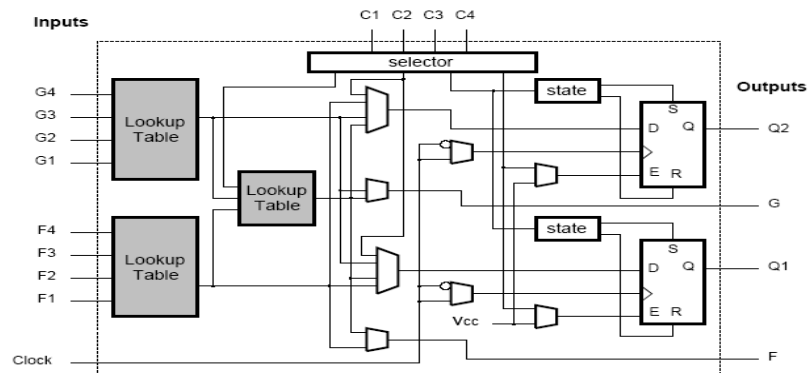 C1 C2 C3 C4
Inputs
selector
Outputs
G4
G3
G2
G1
Lookup
Table
state
S
D Q
E R
Q2
Lookup
Table
G
F4
F3
F2
F1
Lookup
Table
state
S
D Q
E R
Q1
Vcc
Clock
F